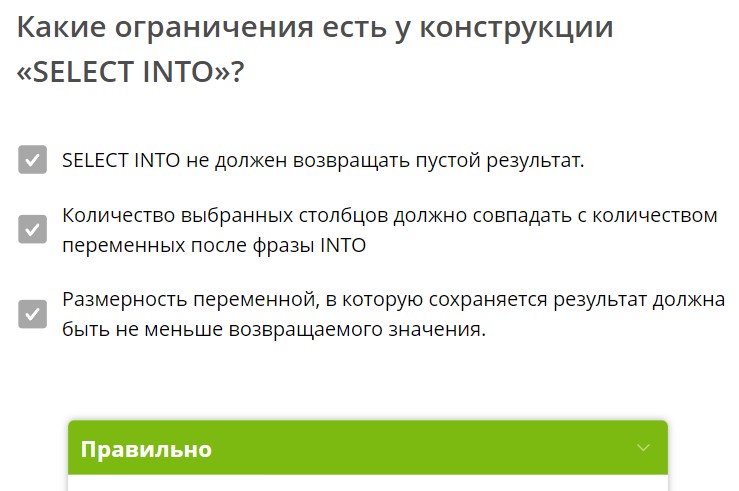 Какие ограничения есть у конструкции
«SELECT INTO»?
SELECT INTO не должен возвращать пустой результат.
Количество выбранных столбцов должно совпадать с количеством
переменных после фразы INTO
Размерность переменной, в которую сохраняется результат должна
быть не меньше возвращаемого значения.
Правильно